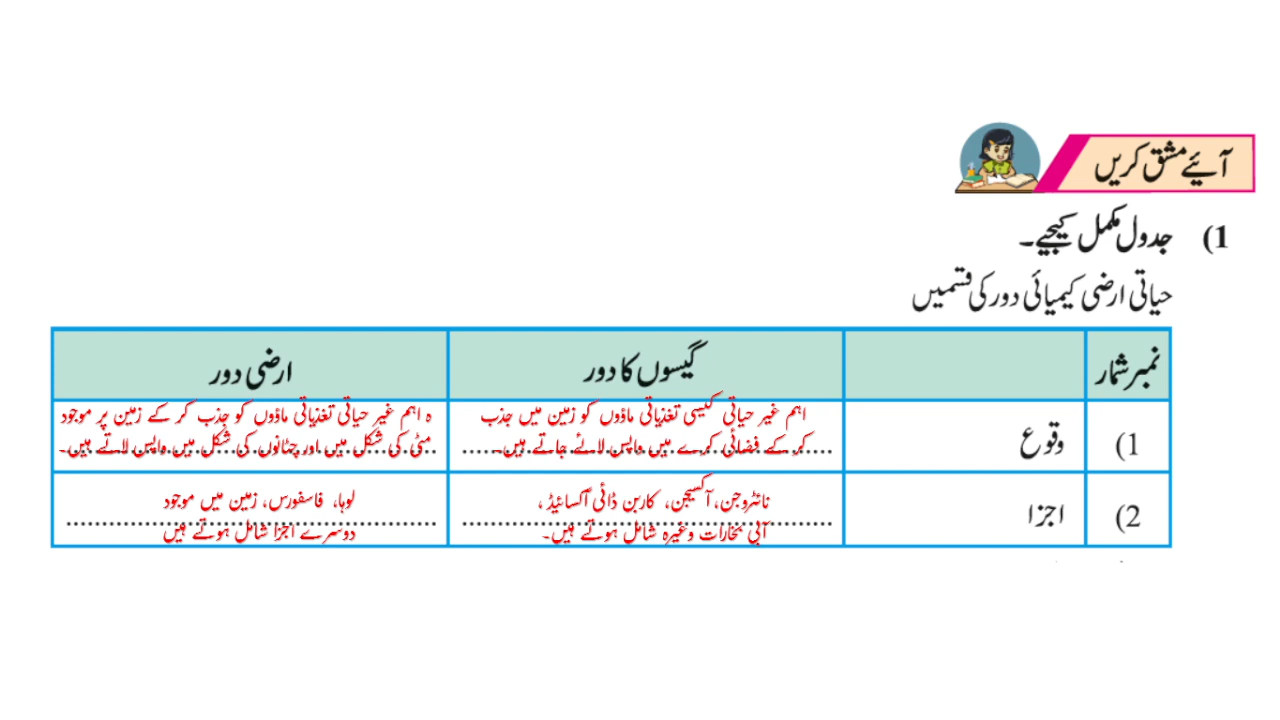 آئیے مشق کریں
1) جدول مکمل کیجیے۔
حیاتی ارضی کیمیائی دور کی قسمیں
نمبر شمار گیسوں کا دور ارضی دور
1) وقوع
اہم غیر حیاتی گیسی تغذیاتی ماؤوں کو زمین میں جذب
کر کے فضائی کرے میں واپس لائے جاتے ہیں۔
ہ اہم غیر حیاتی تغذیاتی ماؤوں کو جذب کر کے زمین پر موجود
مٹی کی شکل میں اور چٹانوں کی شکل میں واپس لاتے ہیں۔
2) اجزا
نائٹروجن، آکسیجن، کاربن ڈائی آکسائیڈ ،
آبی بخارات وغیرہ شامل ہوتے ہیں۔
لوہا، فاسفورس، زمین میں موجود
دوسرے اجزا شامل ہوتے ہیں